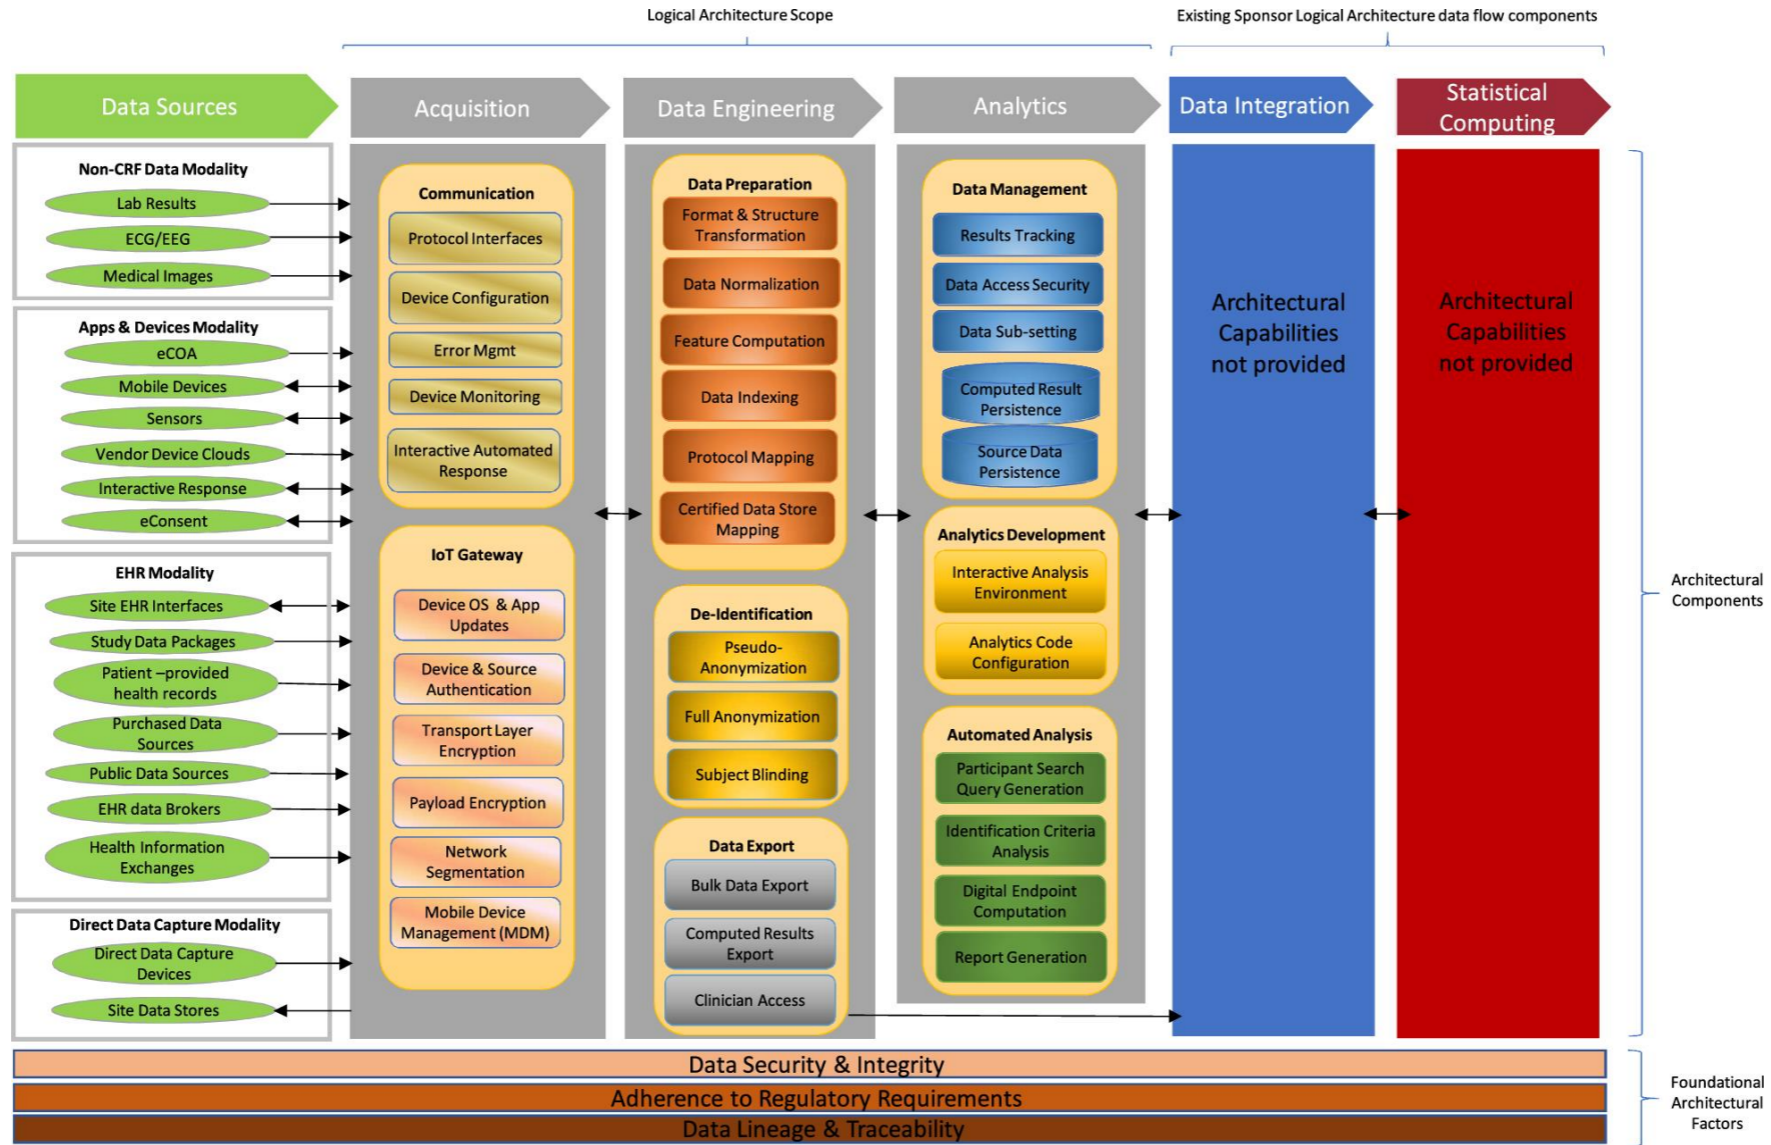 Logical Architecture Scope
Existing Sponsor Logical Architecture data flow components
Data Sources
Acquisition
Data Engineering
Analytics
Data Integration
Statistical
Computing
Non-CRF Data Modality
Lab Results
ECG/EEG
Medical Images
Apps & Devices Modality
eCOA
Mobile Devices
Sensors
Vendor Device Clouds
Interactive Response
eConsent
EHR Modality
Site EHR Interfaces
Study Data Packages
Patient –provided
health records
Purchased Data
Sources
Public Data Sources
EHR data Brokers
Health Information
Exchanges
Direct Data Capture Modality
Direct Data Capture
Devices
Site Data Stores
Communication
Protocol Interfaces
Device Configuration
Error Mgmt
Device Monitoring
Interactive Automated
Response
IoT Gateway
Device OS & App
Updates
Device & Source
Authentication
Transport Layer
Encryption
Payload Encryption
Network
Segmentation
Mobile Device
Management (MDM)
Data Preparation
Format & Structure
Transformation
Data Normalization
Feature Computation
Data Indexing
Protocol Mapping
Certified Data Store
Mapping
De-Identification
Pseudo-
Anonymization
Full Anonymization
Subject Blinding
Data Export
Bulk Data Export
Computed Results
Export
Clinician Access
Data Management
Results Tracking
Data Access Security
Data Sub-setting
Computed Result
Persistence
Source Data
Persistence
Analytics Development
Interactive Analysis
Environment
Analytics Code
Configuration
Automated Analysis
Participant Search
Query Generation
Identification Criteria
Analysis
Digital Endpoint
Computation
Report Generation
Architectural
Capabilities
not provided
Architectural
Capabilities
not provided
Architectural
Components
Data Security & Integrity
Adherence to Regulatory Requirements
Data Lineage & Traceability
Foundational
Architectural
Factors